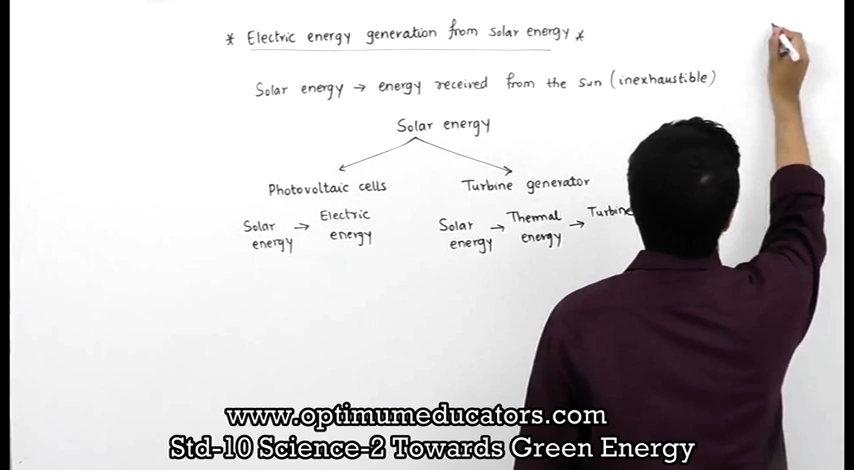 * Electric energy generation from solar energy *
Solar energy → energy received from the sun (inexhaustible)
Solar energy
Photovoltaic cells
Turbine generator
Solar energy → Electric energy
Solar energy → Thermal energy → Turbine
www.optimumeducators.com
Std-10 Science-2 Towards Green Energy